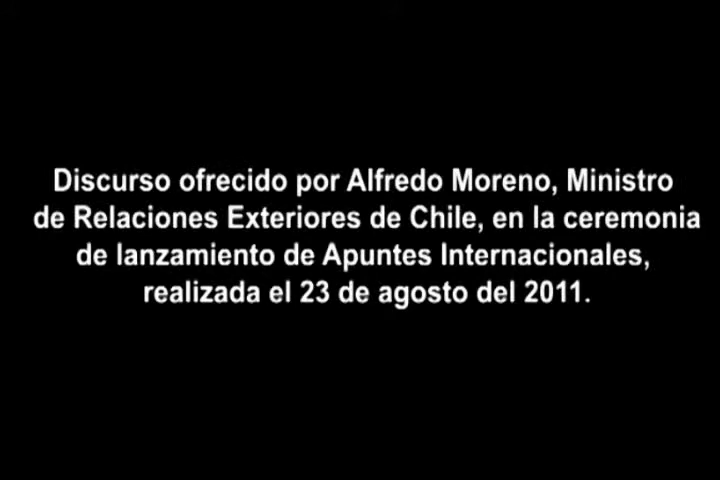 Discurso ofrecido por Alfredo Moreno, Ministro
de Relaciones Exteriores de Chile, en la ceremonia
de lanzamiento de Apuntes Internacionales,
realizada el 23 de agosto del 2011.